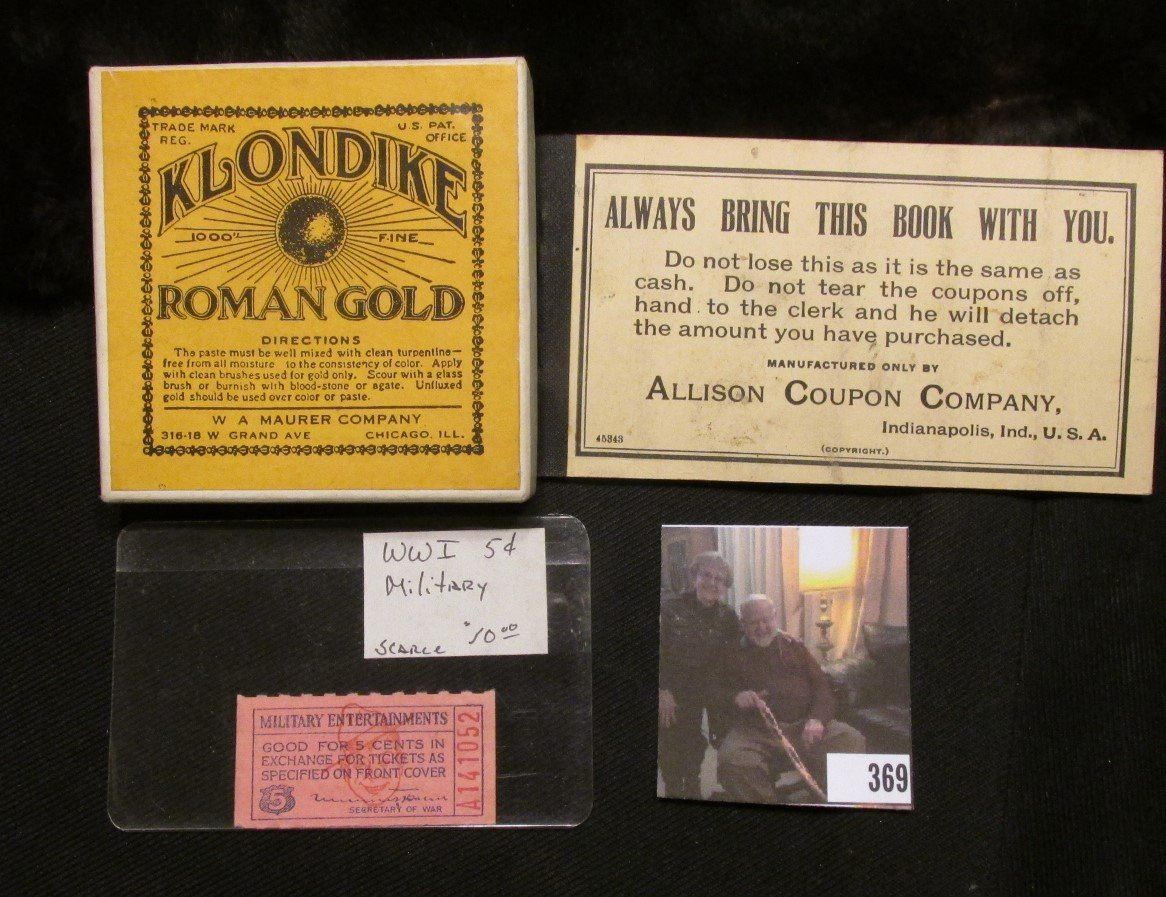 TRADE MARK
REG.
U.S. PAT.
OFFICE
KLONDIKE
1000% FINE
ROMAN GOLD
DIRECTIONS
The paste must be well mixed with clean turpentine—
free from all moisture to the consistency of color. Apply
with clean brushes used for gold only. Scour with a glass
brush or burnish with blood-stone or agate. Unfluxed
gold should be used over color or paste.
W A MAURER COMPANY
316-18 W GRAND AVE CHICAGO, ILL.
ALWAYS BRING THIS BOOK WITH YOU.
Do not lose this as it is the same as
cash. Do not tear the coupons off,
hand to the clerk and he will detach
the amount you have purchased.
MANUFACTURED ONLY BY
ALLISON COUPON COMPANY,
Indianapolis, Ind., U. S. A.
45343
(COPYRIGHT.)
WWI 5¢
Military
Scarce $10.00
MILITARY ENTERTAINMENTS
GOOD FOR 5 CENTS IN
EXCHANGE FOR TICKETS AS
SPECIFIED ON FRONT COVER
5
SECRETARY OF WAR
A141052
369